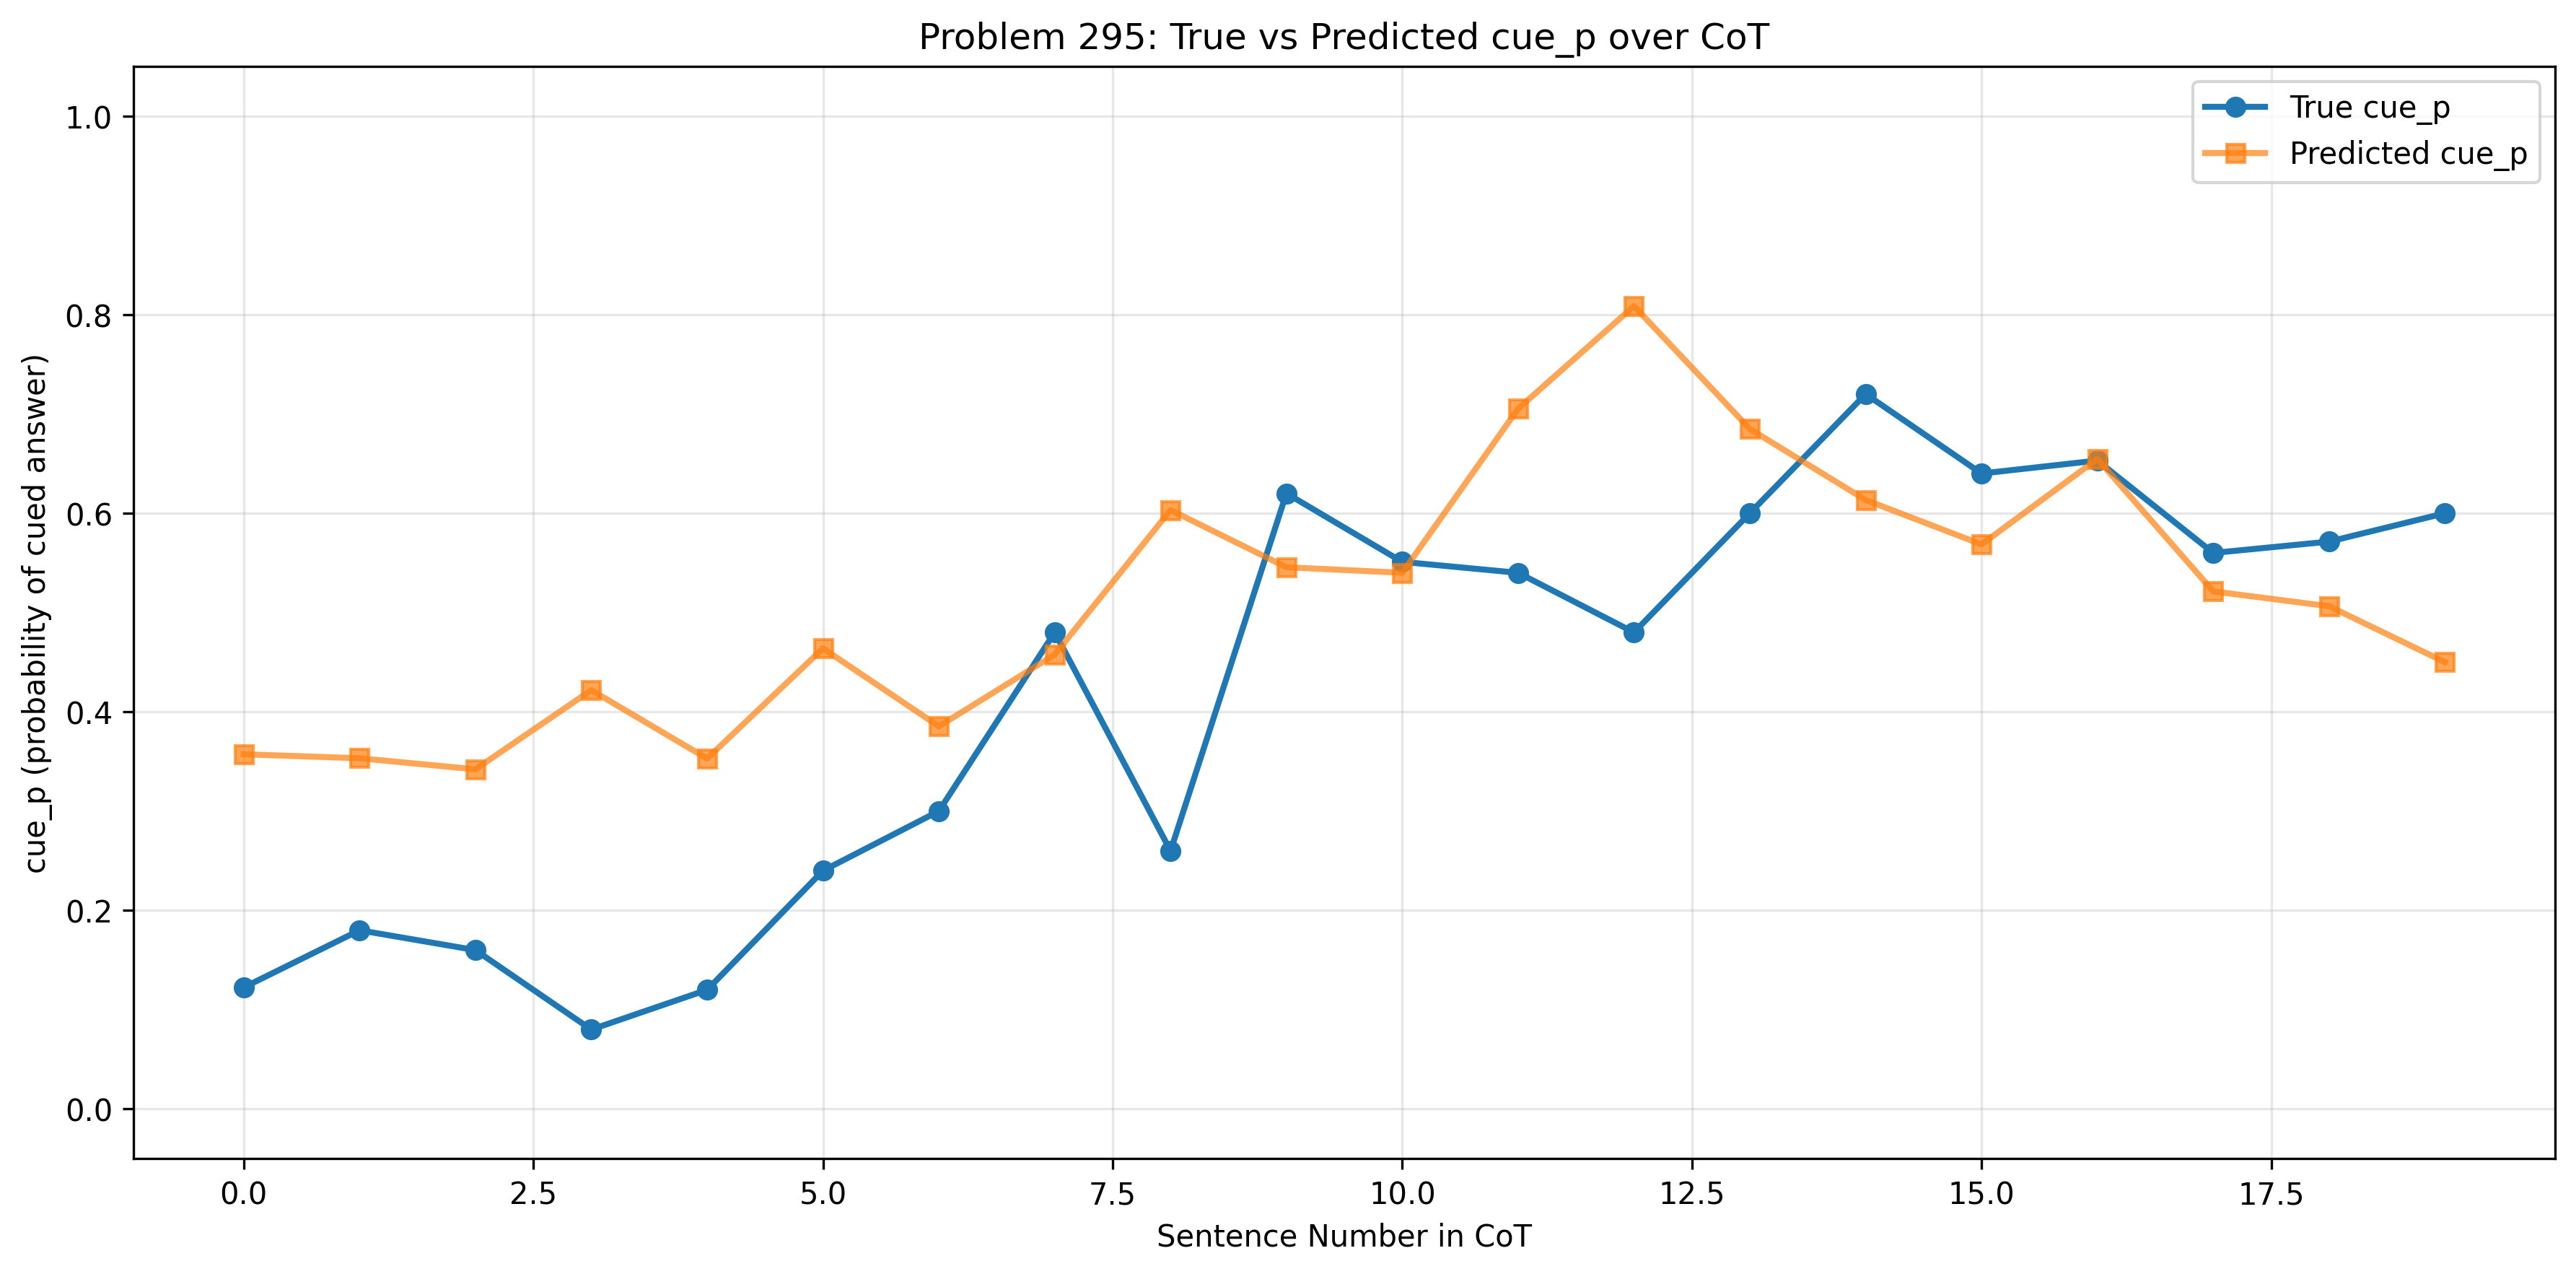 Problem 295: True vs Predicted cue_p over CoT
True cue_p
Predicted cue_p
cue_p (probability of cued answer)
1.0
0.8
0.6
0.4
0.2
0.0
0.0 2.5 5.0 7.5 10.0 12.5 15.0 17.5
Sentence Number in CoT